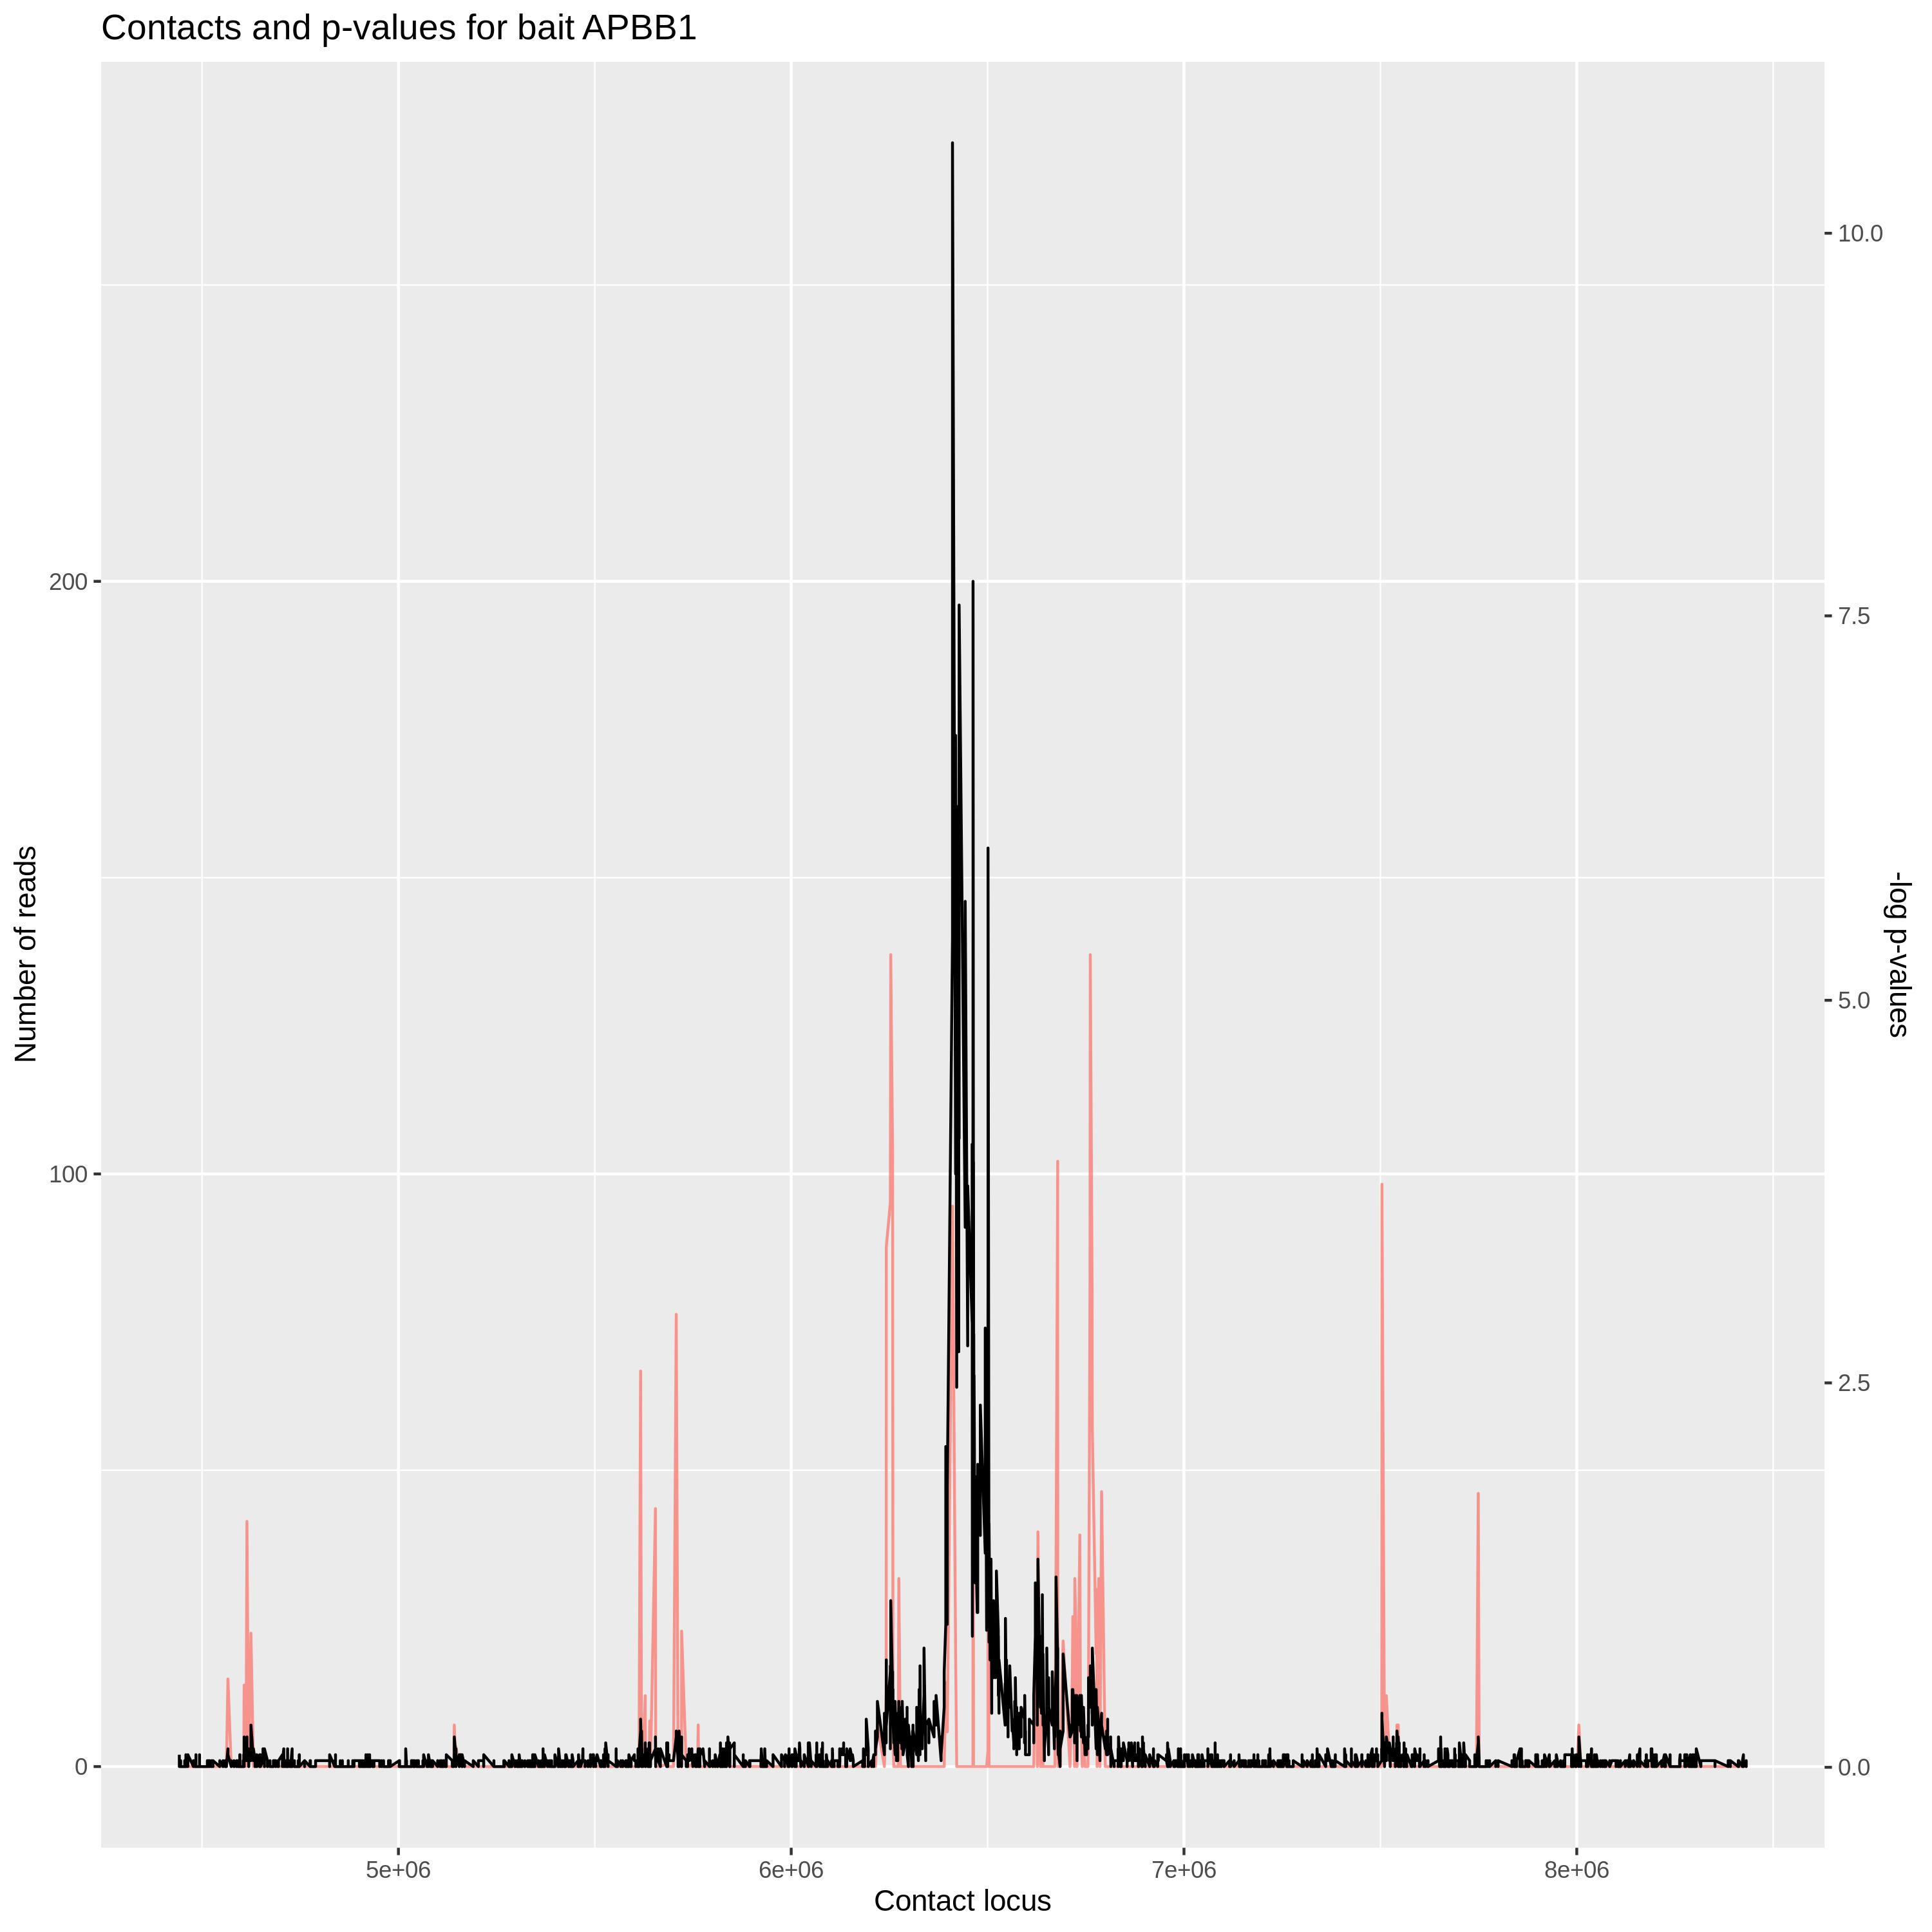 Contacts and p-values for bait APBB1
Number of reads
200
100
0
10.0
7.5
5.0
2.5
0.0
-log p-values
5e+06
6e+06
7e+06
8e+06
Contact locus